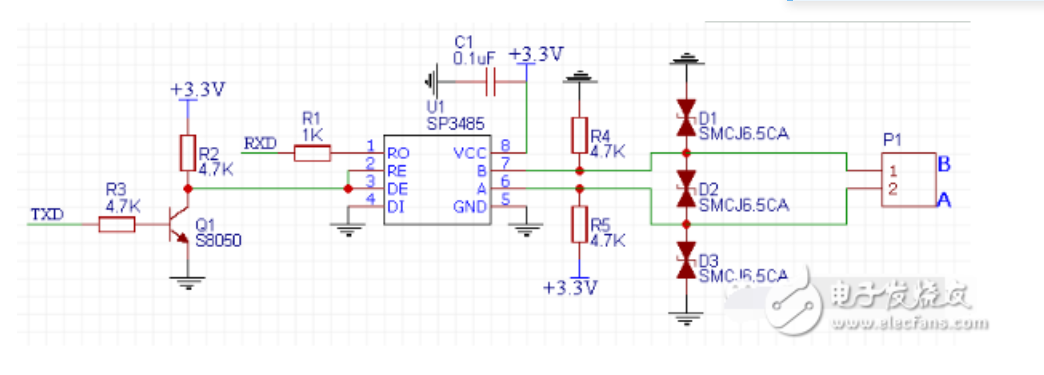 C1
0.1uF
+3.3V
+3.3V
U1
SP3485
R1
1K
RXD
R2
4.7K
1
RO
VCC
8
2
RE
B
7
3
DE
A
6
4
DI
GND
5
R3
4.7K
TXD
Q1
S8050
R4
4.7K
R5
4.7K
+3.3V
D1
SMCJ6.5CA
D2
SMCJ6.5CA
D3
SMCJ6.5CA
P1
1
2
B
A
电子发烧友
www.elecfans.com